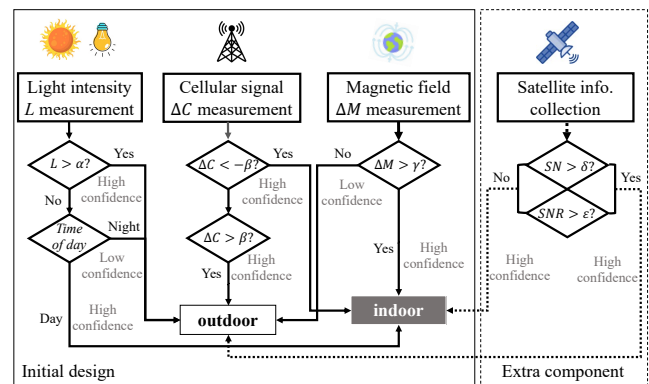 Light intensity
L measurement
Cellular signal
ΔC measurement
Magnetic field
ΔM measurement
Satellite info.
collection
L > α?
Yes
High
confidence
No
Time
of day
Night
Low
confidence
Day
High
confidence
ΔC < −β?
Yes
High
confidence
ΔC > β?
High
confidence
Yes
ΔM > γ?
No
Low
confidence
Yes
High
confidence
SN > δ?
SNR > ε?
No
Yes
High
confidence
High
confidence
outdoor
indoor
Initial design
Extra component